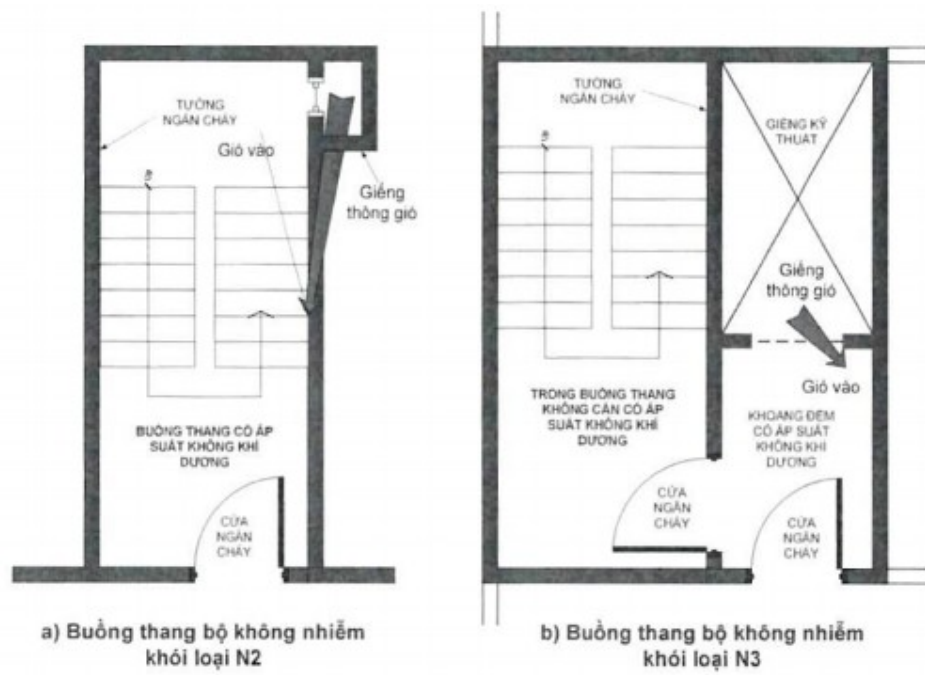 TƯỜNG
NGĂN CHÁY
Gió vào
Giếng
thông gió
BUỒNG THANG CÓ ÁP
SUẤT KHÔNG KHÍ
DƯƠNG
CỬA
NGĂN
CHÁY
a) Buồng thang bộ không nhiễm
khói loại N2
TƯỜNG
NGĂN CHÁY
GIẾNG KỸ
THUẬT
Giếng
thông gió
Gió vào
TRONG BUỒNG THANG
KHÔNG CẦN CÓ ÁP
SUẤT KHÔNG KHÍ
DƯƠNG
KHOANG ĐỆM
CÓ ÁP SUẤT
KHÔNG KHÍ
DƯƠNG
CỬA
NGĂN
CHÁY
CỬA
NGĂN
CHÁY
b) Buồng thang bộ không nhiễm
khói loại N3